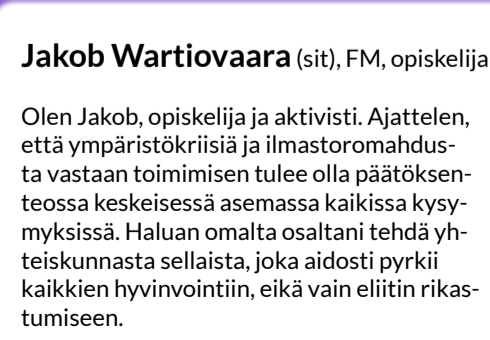 Jakob Wartiovaara (sit), FM, opiskelija
Olen Jakob, opiskelija ja aktivisti. Ajattelen,
että ympäristökriisiä ja ilmastoromahdus-
ta vastaan toimimisen tulee olla päätöksen-
teossa keskeisessä asemassa kaikissa kysy-
myksissä. Haluan omalta osaltani tehdä yh-
teiskunnasta sellaista, joka aidosti pyrkii
kaikkien hyvinvointiin, eikä vain eliitin rikas-
tumiseen.